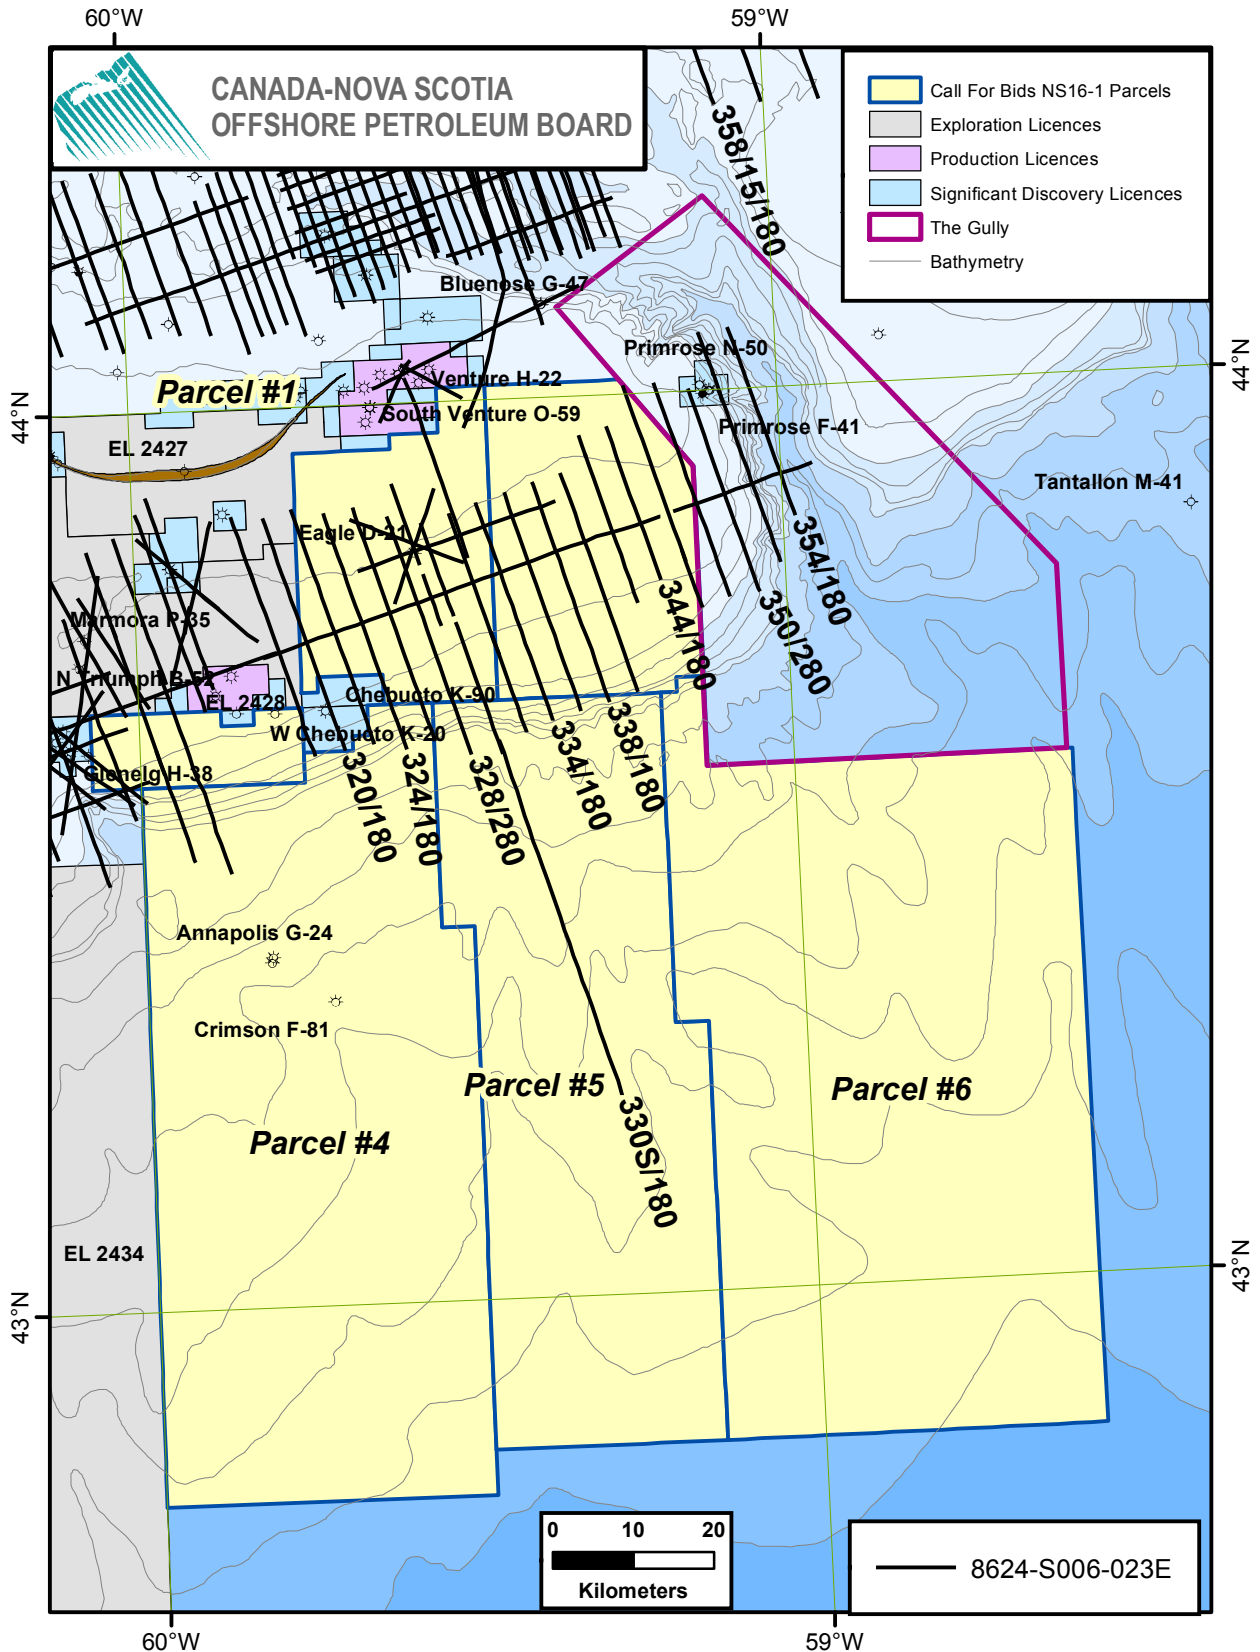 60°W
59°W
CANADA-NOVA SCOTIA
OFFSHORE PETROLEUM BOARD
Call For Bids NS16-1 Parcels
Exploration Licences
Production Licences
Significant Discovery Licences
The Gully
Bathymetry
358/15/180
Bluenose G-47
Primrose N-50
44°N
Venture H-22
Parcel #1
South Venture O-59
44°N
Primrose F-41
EL 2427
Tantallon M-41
Eagle D-21
354/180
350/280
344/180
Marmora P-35
N Triumph B-52
EL 2428
Chebucto K-90
W Chebucto K-20
Glenelg H-38
320/180
324/180
328/280
334/180
338/180
Annapolis G-24
Crimson F-81
Parcel #5
Parcel #6
Parcel #4
330S/180
EL 2434
43°N
43°N
0 10 20
Kilometers
8624-S006-023E
60°W
59°W